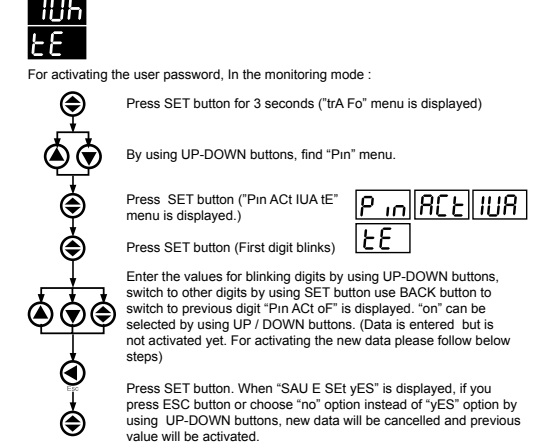 IUh
tE
For activating the user password, In the monitoring mode :
Press SET button for 3 seconds ("trA Fo" menu is displayed)
By using UP-DOWN buttons, find "Pın" menu.
Press SET button ("Pın ACt IUA tE"
menu is displayed.)
P ın ACt IUA
tE
Press SET button (First digit blinks)
Enter the values for blinking digits by using UP-DOWN buttons,
switch to other digits by using SET button use BACK button to
switch to previous digit "Pın ACt oF" is displayed. "on" can be
selected by using UP / DOWN buttons. (Data is entered but is
not activated yet. For activating the new data please follow below
steps)
Esc
Press SET button. When "SAU E SEt yES" is displayed, if you
press ESC button or choose "no" option instead of "yES" option by
using UP-DOWN buttons, new data will be cancelled and previous
value will be activated.